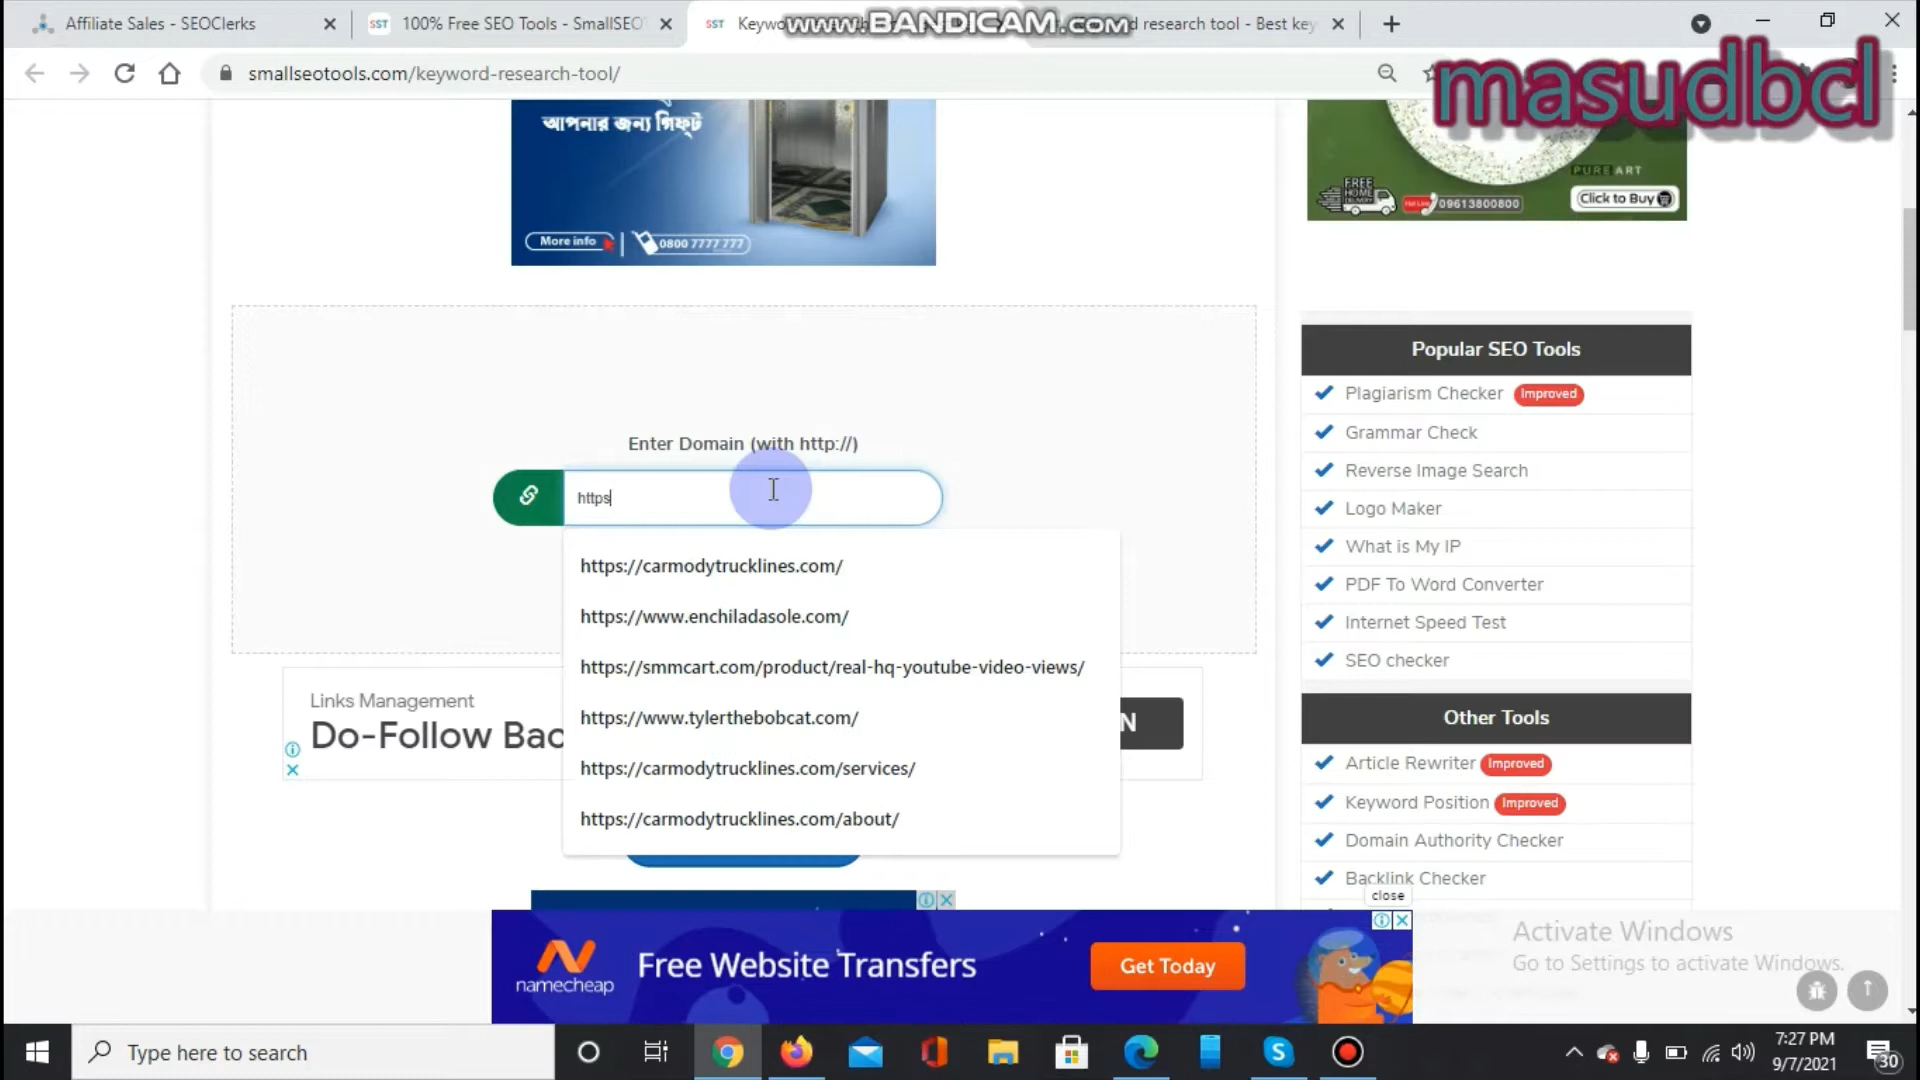 Affiliate Sales - SEOClerks
SST 100% Free SEO Tools - SmallSEO
SST
www.BANDICAM.com
research tool - Best key
smallseotools.com/keyword-research-tool/
masudbcl
আপনার জন্য গিফ্‌ট
More info
0800 7777 777
PURE ART
FREE
HOME
DELIVERY
09613800800
Click to Buy
Enter Domain (with http://)
https
https://carmodytrucklines.com/
https://www.enchiladasole.com/
https://smmcart.com/product/real-hq-youtube-video-views/
https://www.tylerthebobcat.com/
https://carmodytrucklines.com/services/
https://carmodytrucklines.com/about/
Links Management
Do-Follow Bac
N
Popular SEO Tools
Plagiarism Checker Improved
Grammar Check
Reverse Image Search
Logo Maker
What is My IP
PDF To Word Converter
Internet Speed Test
SEO checker
Other Tools
Article Rewriter Improved
Keyword Position Improved
Domain Authority Checker
Backlink Checker
close
namecheap
Free Website Transfers
Get Today
Activate Windows
Go to Settings to activate Windows.
Type here to search
7:27 PM
9/7/2021
30